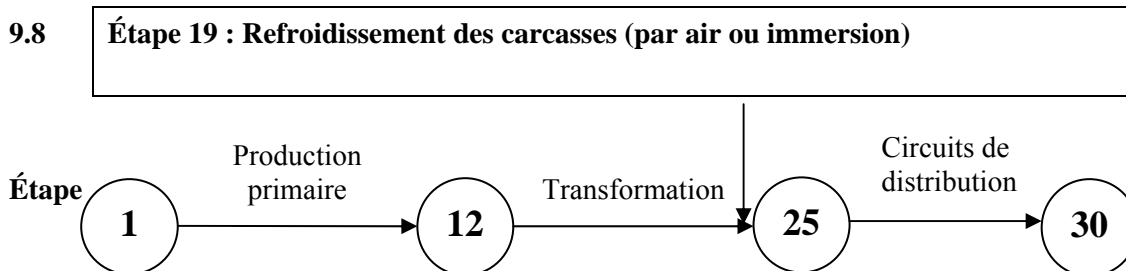 9.8 Étape 19 : Refroidissement des carcasses (par air ou immersion)
Production
primaire
Transformation
Circuits de
distribution
Étape 1 12 25 30